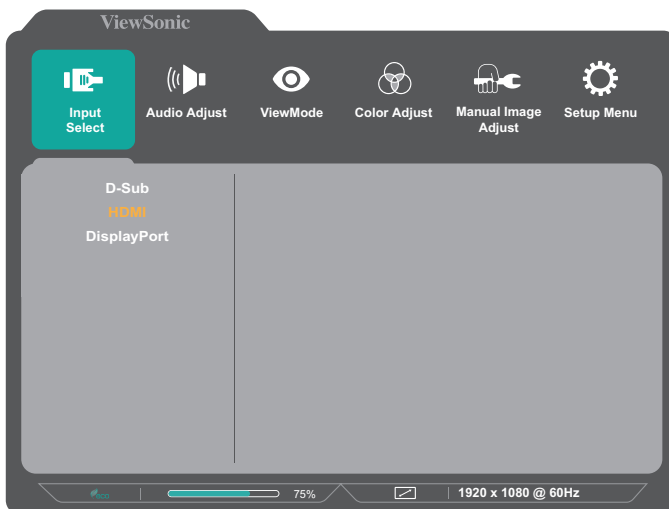 ViewSonic
Input Select
Audio Adjust
ViewMode
Color Adjust
Manual Image Adjust
Setup Menu
D-Sub
HDMI
DisplayPort
eco
75%
1920 x 1080 @ 60Hz